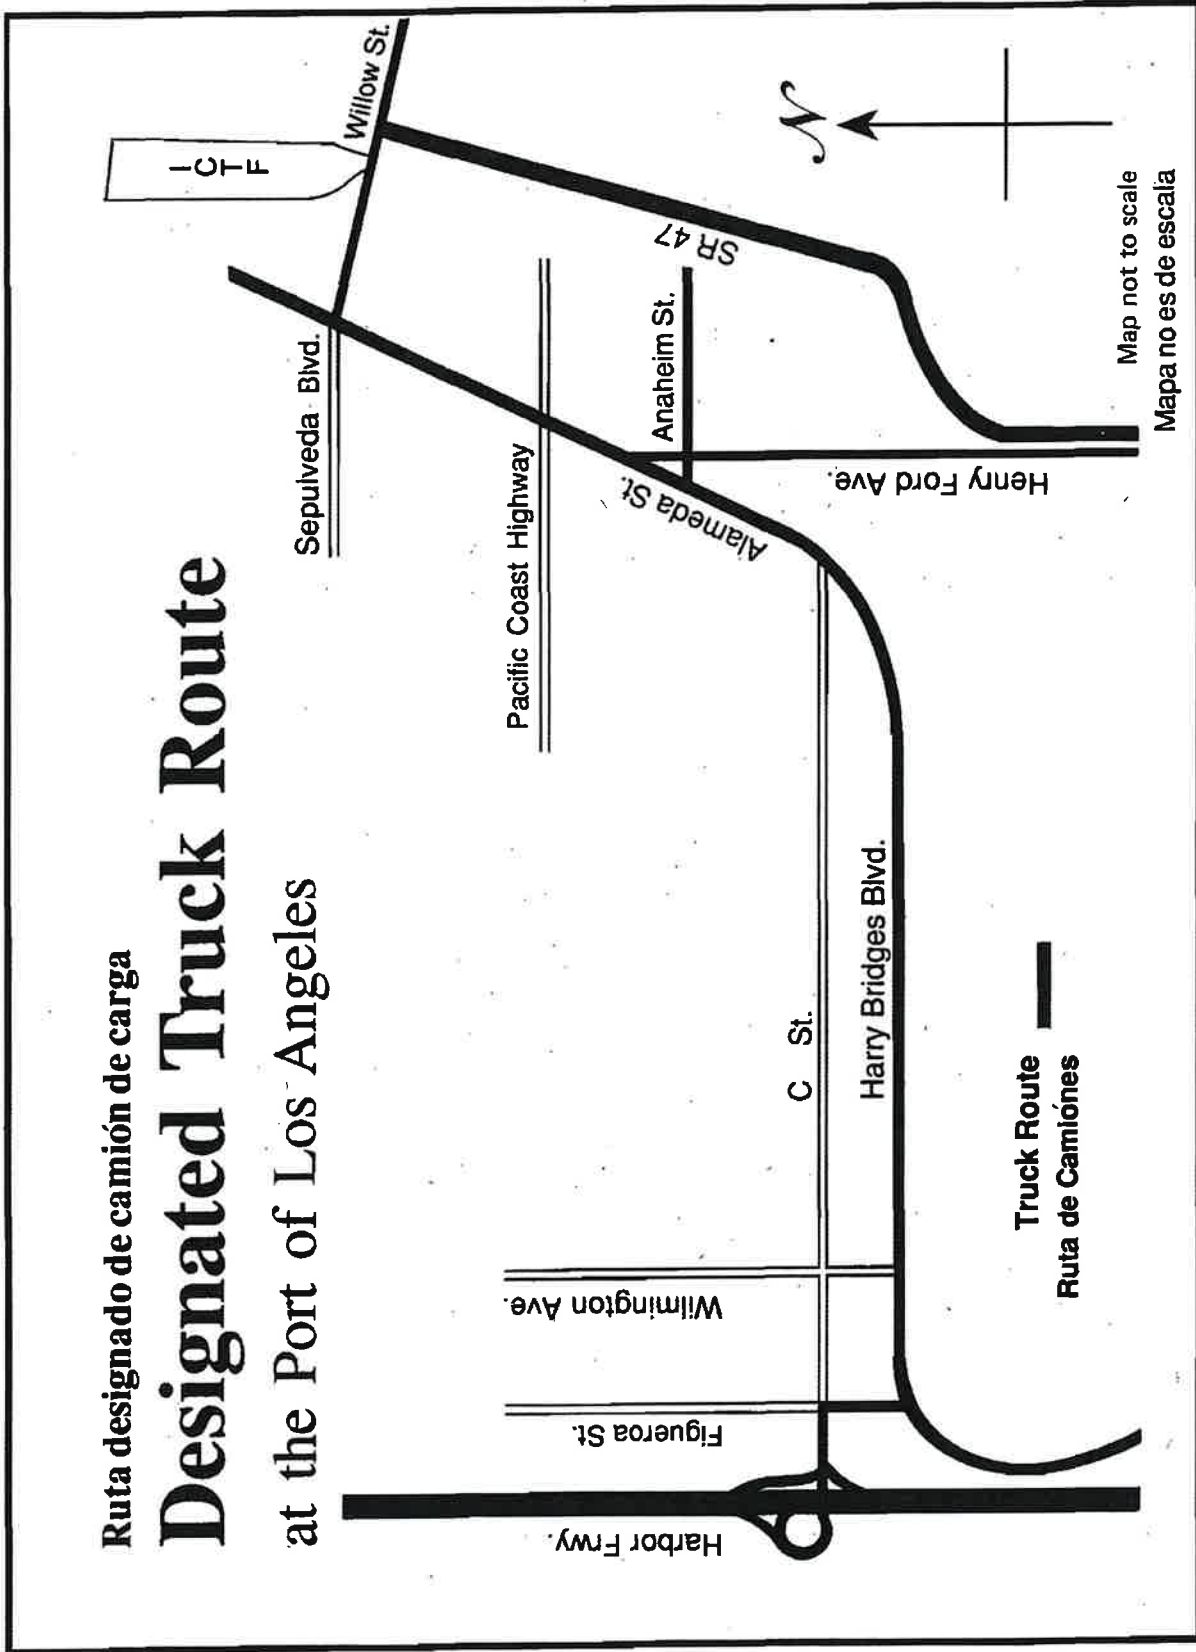 Ruta designado de camión de carga
Designated Truck Route
at the Port of Los Angeles
I
C
T
F
Willow St.
Sepulveda Blvd.
Pacific Coast Highway
SR 47
Anaheim St.
Alameda St.
Henry Ford Ave.
N
Wilmington Ave.
Figueroa St.
Harbor Frwy.
C St.
Harry Bridges Blvd.
Truck Route
Ruta de Camiónes
Map not to scale
Mapa no es de escala